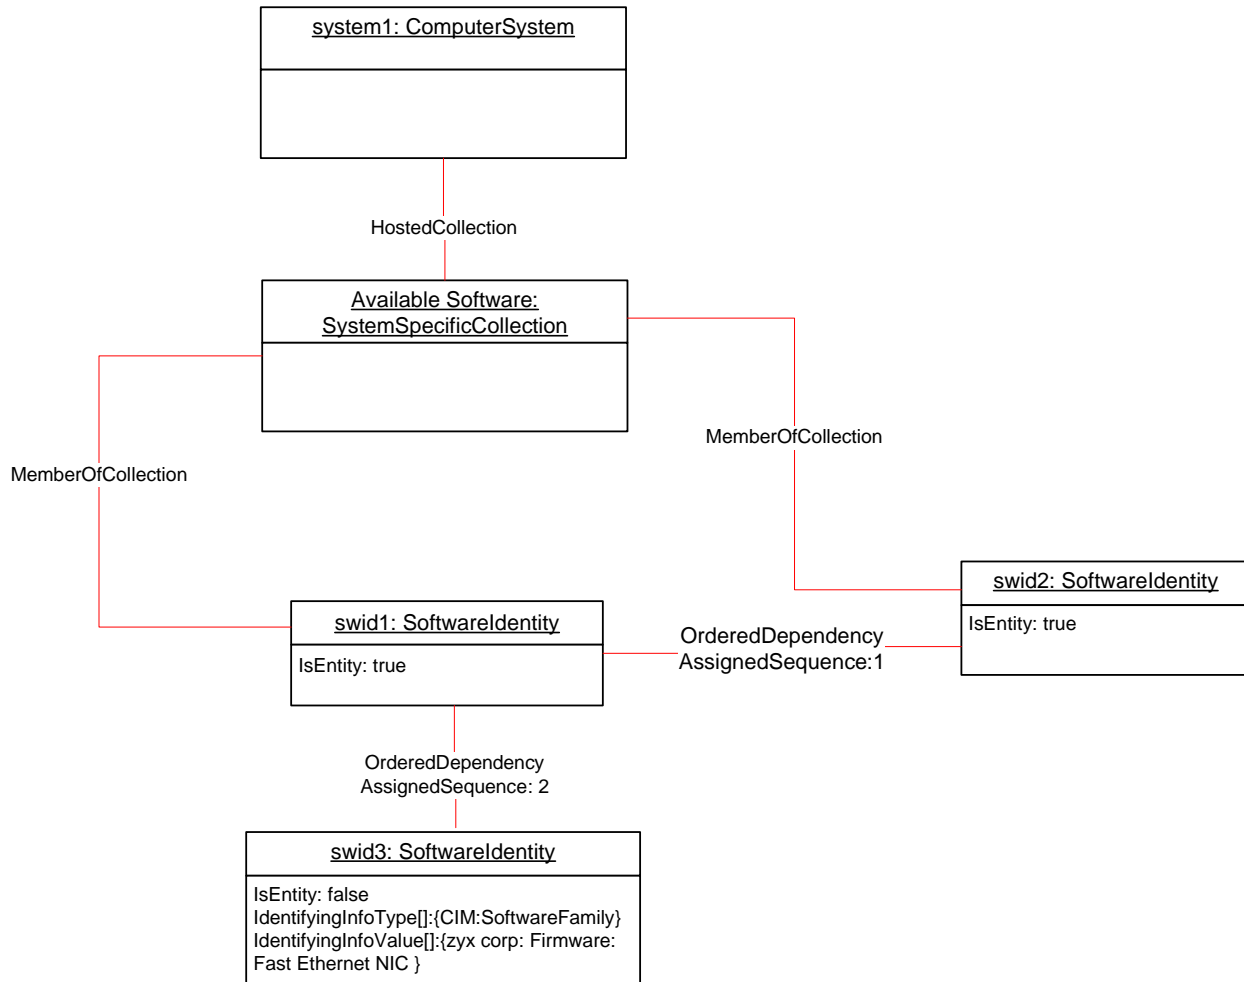 system1: ComputerSystem
HostedCollection
Available Software:
SystemSpecificCollection
MemberOfCollection
MemberOfCollection
swid2: SoftwareIdentity
IsEntity: true
swid1: SoftwareIdentity
IsEntity: true
OrderedDependency
AssignedSequence:1
OrderedDependency
AssignedSequence: 2
swid3: SoftwareIdentity
IsEntity: false
IdentifyingInfoType[]:{CIM:SoftwareFamily}
IdentifyingInfoValue[]:{zyx corp: Firmware:
Fast Ethernet NIC }